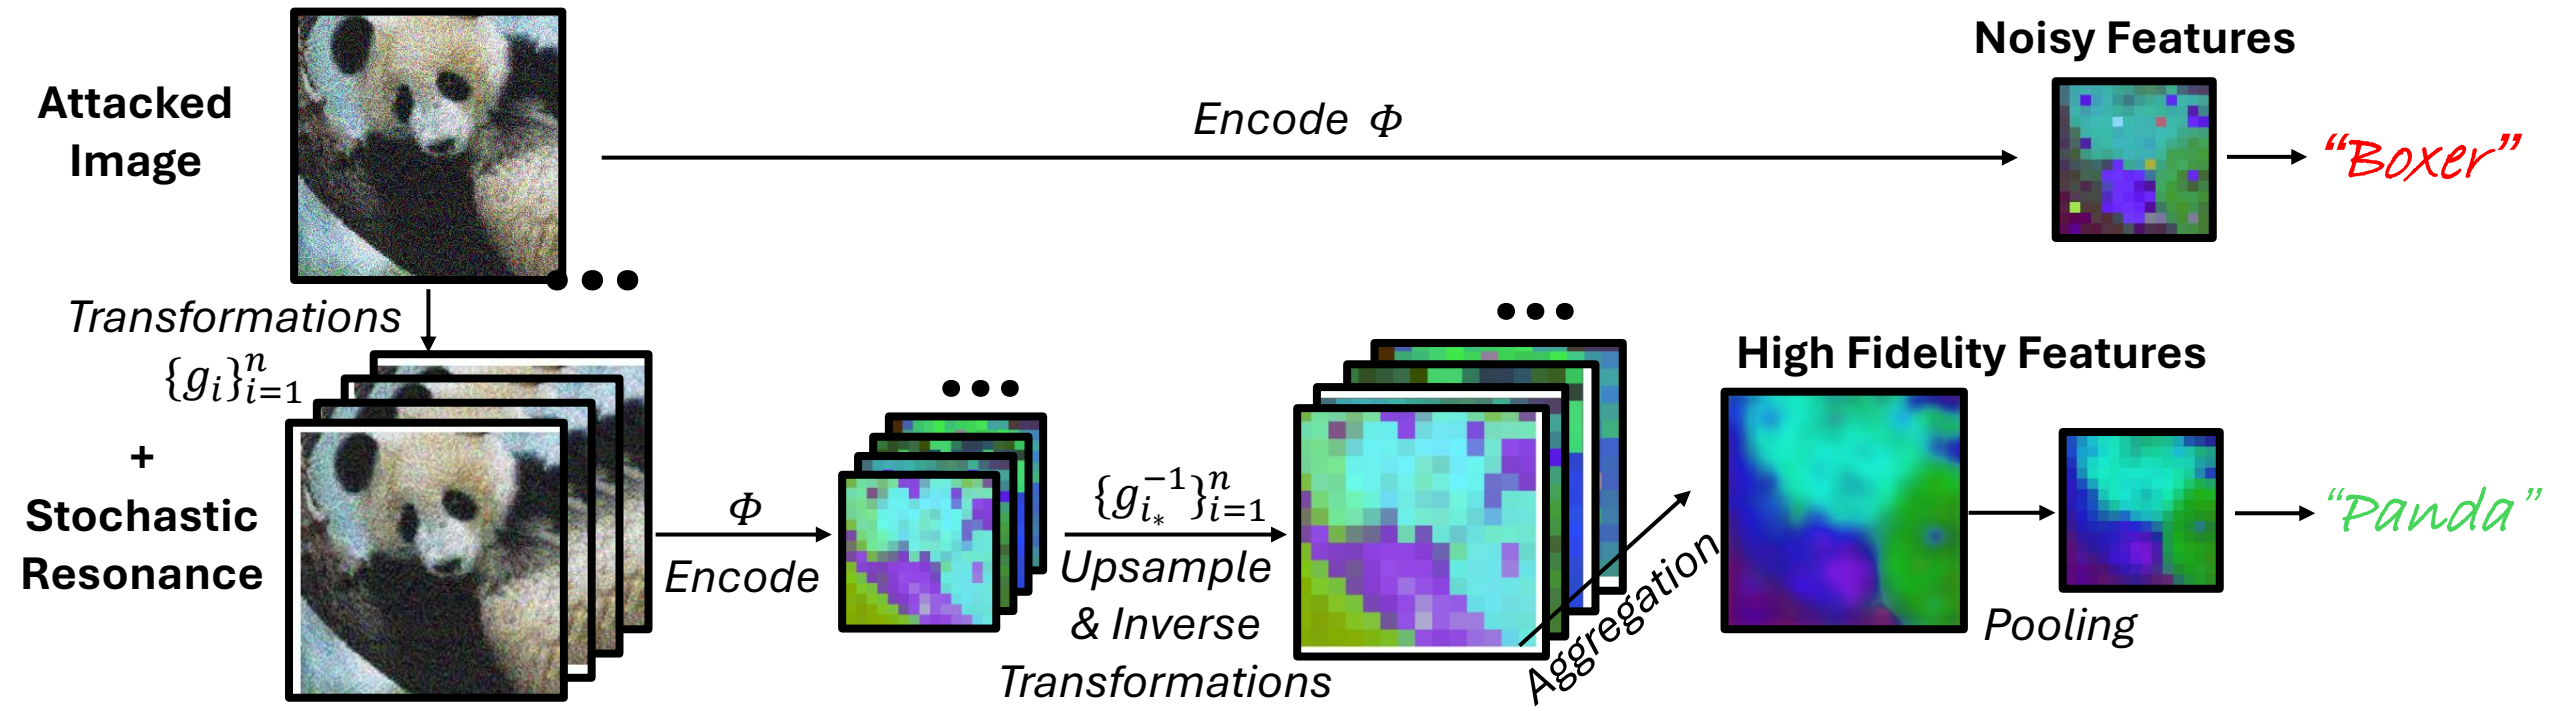 Attacked
Image
Encode Φ
Noisy Features
“Boxer”
Transformations
{g_i}_{i=1}^n
+
Stochastic
Resonance
Φ
Encode
{g_{i_*}^{-1}}_{i=1}^n
Upsample
& Inverse
Transformations
Aggregation
High Fidelity Features
Pooling
“Panda”